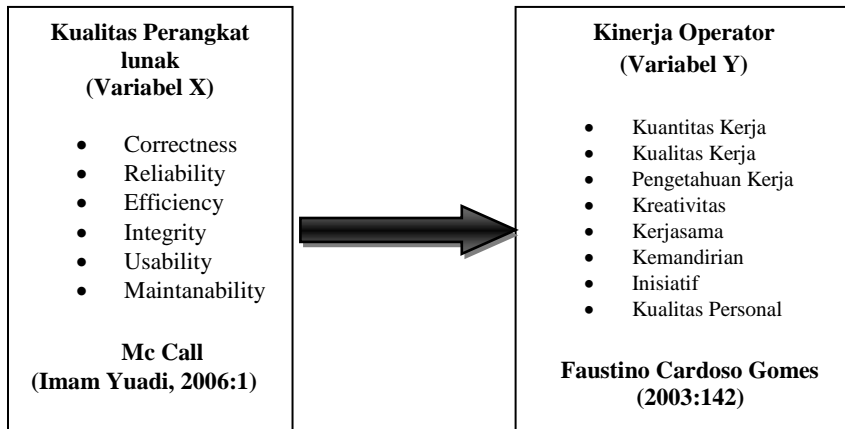 Kualitas Perangkat
lunak
(Variabel X)
• Correctness
• Reliability
• Efficiency
• Integrity
• Usability
• Maintanability
Mc Call
(Imam Yuadi, 2006:1)
Kinerja Operator
(Variabel Y)
• Kuantitas Kerja
• Kualitas Kerja
• Pengetahuan Kerja
• Kreativitas
• Kerjasama
• Kemandirian
• Inisiatif
• Kualitas Personal
Faustino Cardoso Gomes
(2003:142)